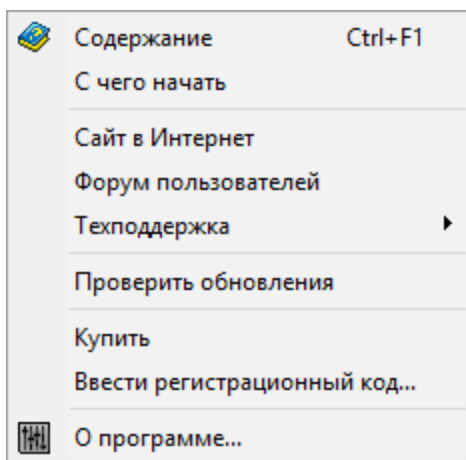 Содержание Ctrl+F1
С чего начать
Сайт в Интернет
Форум пользователей
Техподдержка
Проверить обновления
Купить
Ввести регистрационный код...
О программе...